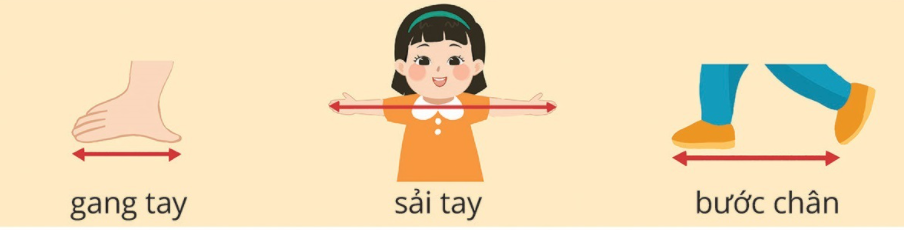 gang tay
sải tay
bước chân